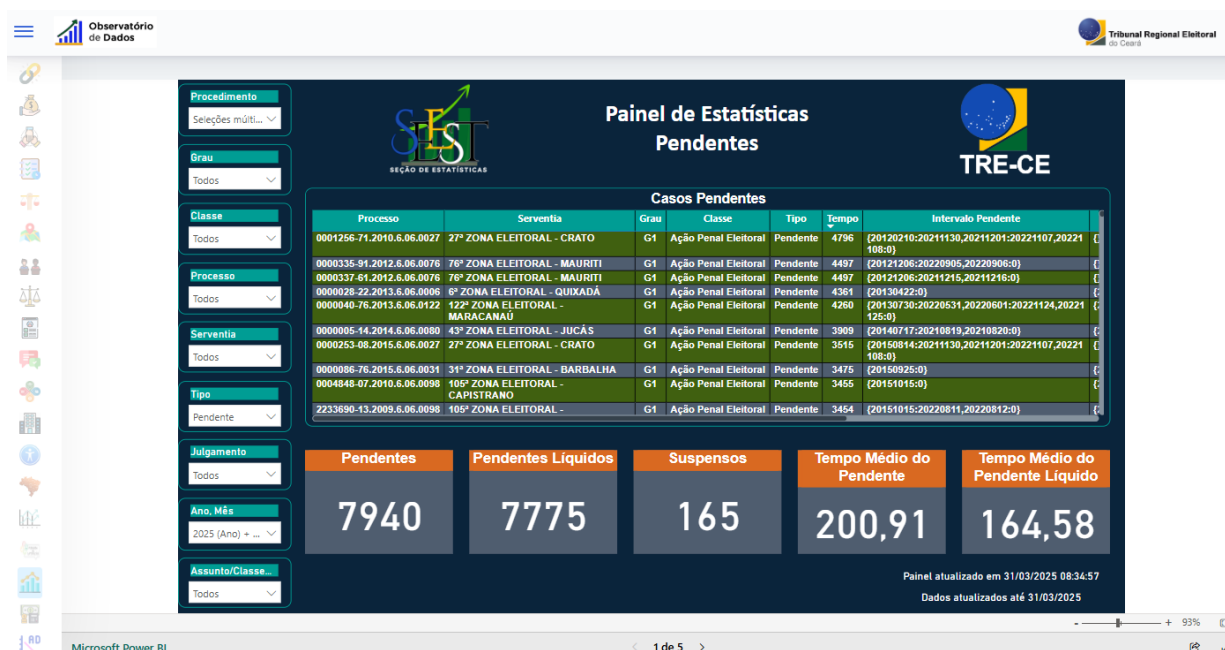 Observatório
de Dados
Tribunal Regional Eleitoral
do Ceará
Procedimento
Seleções múlti...
Grau
Todos
Classe
Todos
Processo
Todos
Serventia
Todos
Tipo
Pendente
Julgamento
Todos
Ano, Mês
2025 (Ano) + ...
Assunto/Classe...
Todos
SEST
SEÇÃO DE ESTATÍSTICAS
Painel de Estatísticas
Pendentes
TRE-CE
Casos Pendentes
Processo Serventia Grau Classe Tipo Tempo Intervalo Pendente
0001256-71.2010.6.06.0027 27ª ZONA ELEITORAL - CRATO G1 Ação Penal Eleitoral Pendente 4796 {20120210:20211130,20211201:20221107,20221
108:0}
0000335-91.2012.6.06.0076 76ª ZONA ELEITORAL - MAURITI G1 Ação Penal Eleitoral Pendente 4497 {20121206:20220905,20220906:0}
0000337-61.2012.6.06.0076 76ª ZONA ELEITORAL - MAURITI G1 Ação Penal Eleitoral Pendente 4497 {20121206:20211215,20211216:0}
0000028-22.2013.6.06.0006 6ª ZONA ELEITORAL - QUIXADÁ G1 Ação Penal Eleitoral Pendente 4361 {20130422:0}
0000040-76.2013.6.06.0122 122ª ZONA ELEITORAL - G1 Ação Penal Eleitoral Pendente 4260 {20130730:20220531,20220601:20221124,20221
MARACANAÚ 125:0}
0000005-14.2014.6.06.0080 43ª ZONA ELEITORAL - JUCÁS G1 Ação Penal Eleitoral Pendente 3909 {20140717:20210819,20210820:0}
0000253-08.2015.6.06.0027 27ª ZONA ELEITORAL - CRATO G1 Ação Penal Eleitoral Pendente 3515 {20150814:20211130,20211201:20221107,20221
108:0}
0000086-76.2015.6.06.0031 31ª ZONA ELEITORAL - BARBALHA G1 Ação Penal Eleitoral Pendente 3475 {20150925:0}
0004848-07.2010.6.06.0098 105ª ZONA ELEITORAL - G1 Ação Penal Eleitoral Pendente 3455 {20151015:0}
CAPISTRANO
2233690-13.2009.6.06.0098 105ª ZONA ELEITORAL - G1 Ação Penal Eleitoral Pendente 3454 {20151015:20220811,20220812:0}
Pendentes
7940
Pendentes Líquidos
7775
Suspensos
165
Tempo Médio do
Pendente
200,91
Tempo Médio do
Pendente Líquido
164,58
Painel atualizado em 31/03/2025 08:34:57
Dados atualizados até 31/03/2025
- + 93%
Microsoft Power BI
1 de 5